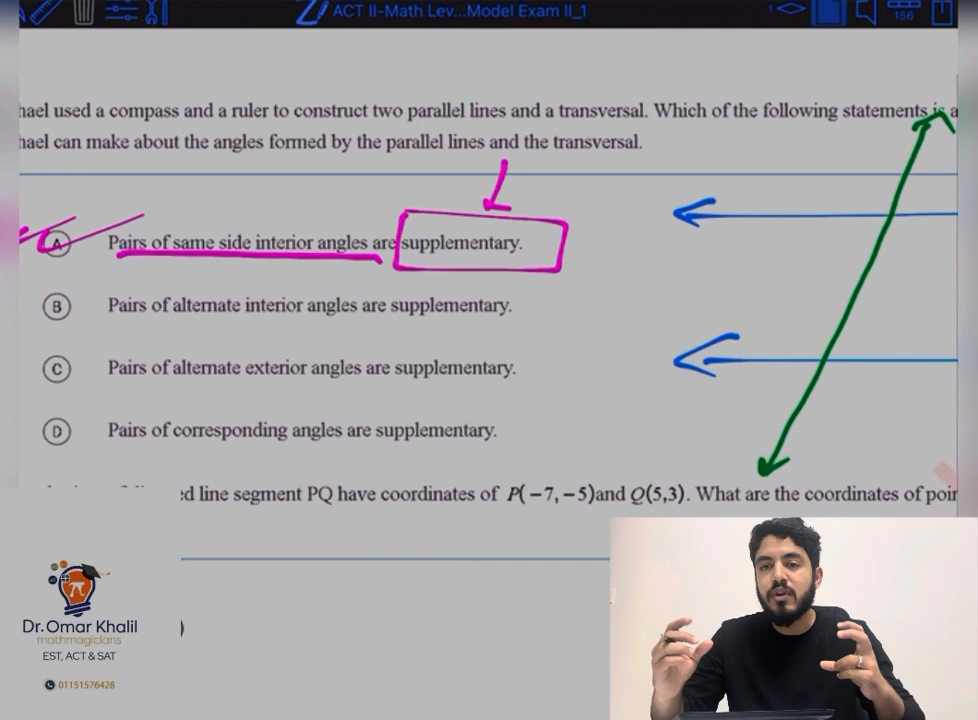 ACT II-Math Lev...Model Exam II_1
1
156
hael used a compass and a ruler to construct two parallel lines and a transversal. Which of the following statements is a
hael can make about the angles formed by the parallel lines and the transversal.
A Pairs of same side interior angles are supplementary.
B Pairs of alternate interior angles are supplementary.
C Pairs of alternate exterior angles are supplementary.
D Pairs of corresponding angles are supplementary.
ed line segment PQ have coordinates of P(−7,−5)and Q(5,3). What are the coordinates of poin
)
π
Dr.Omar Khalil
mathmagicians
EST, ACT & SAT
01151576428